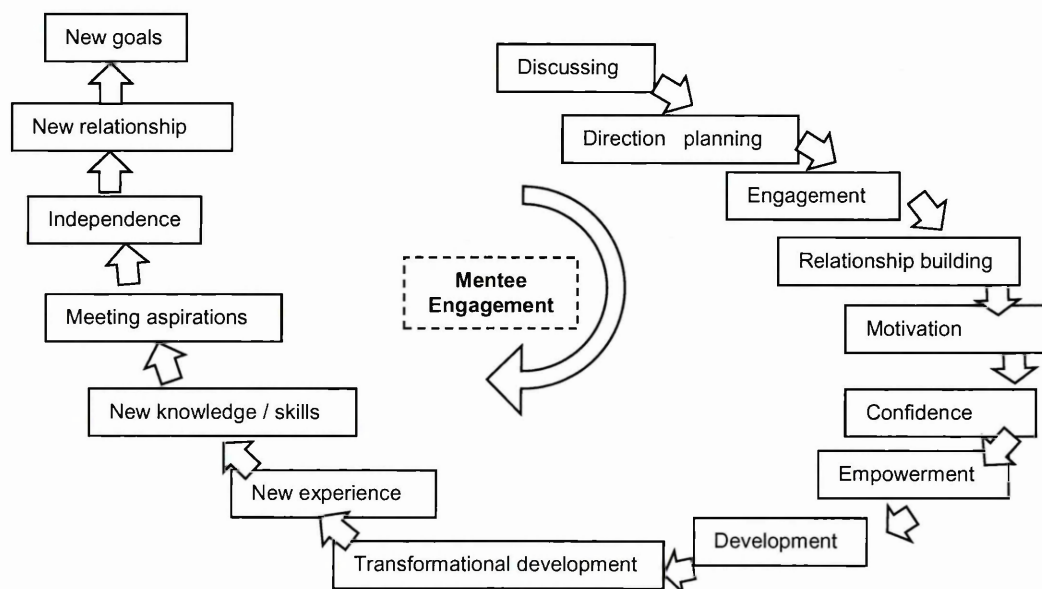 Discussing
Direction planning
Engagement
Relationship building
Motivation
Confidence
Empowerment
Development
Transformational development
New experience
New knowledge / skills
Meeting aspirations
Independence
New relationship
New goals
Mentee
Engagement